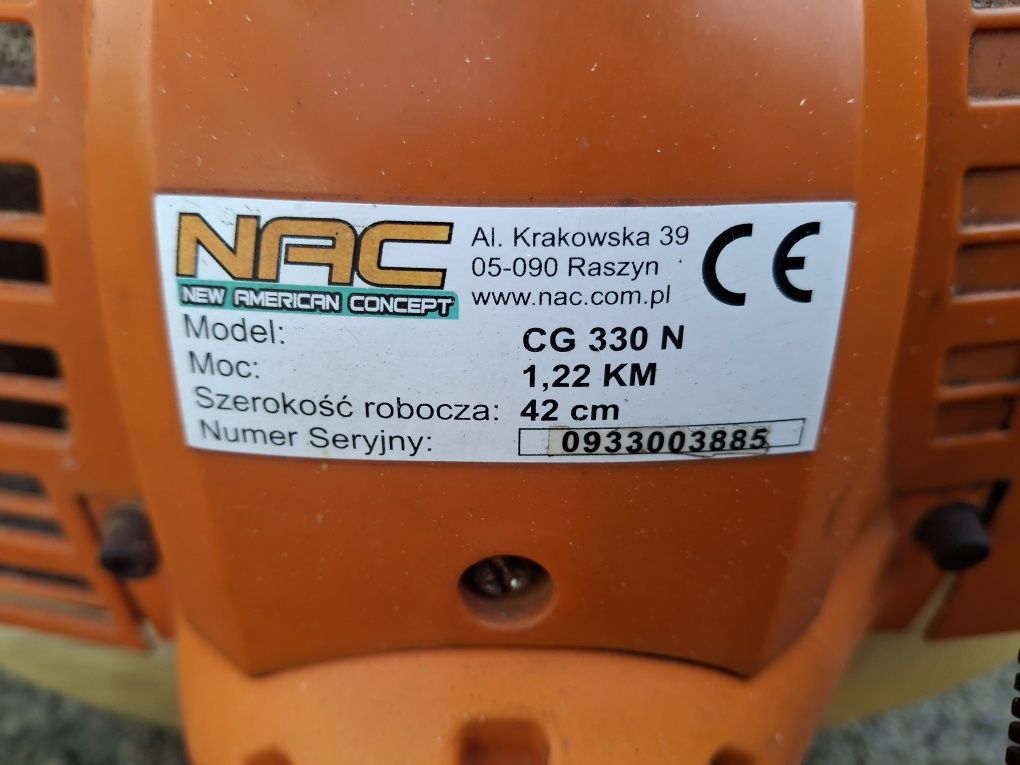 NAC
NEW AMERICAN CONCEPT
Al. Krakowska 39
05-090 Raszyn
www.nac.com.pl
CE
Model: CG 330 N
Moc: 1,22 KM
Szerokość robocza: 42 cm
Numer Seryjny: 0933003885